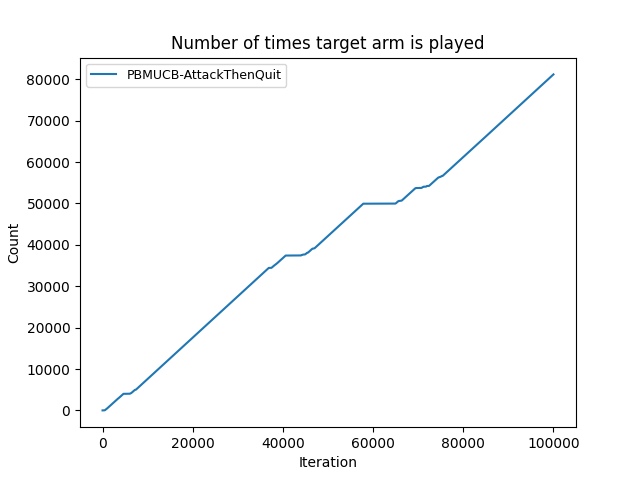 Number of times target arm is played
PBMUCB-AttackThenQuit
80000
70000
60000
50000
40000
30000
20000
10000
0
Count
0 20000 40000 60000 80000 100000
Iteration